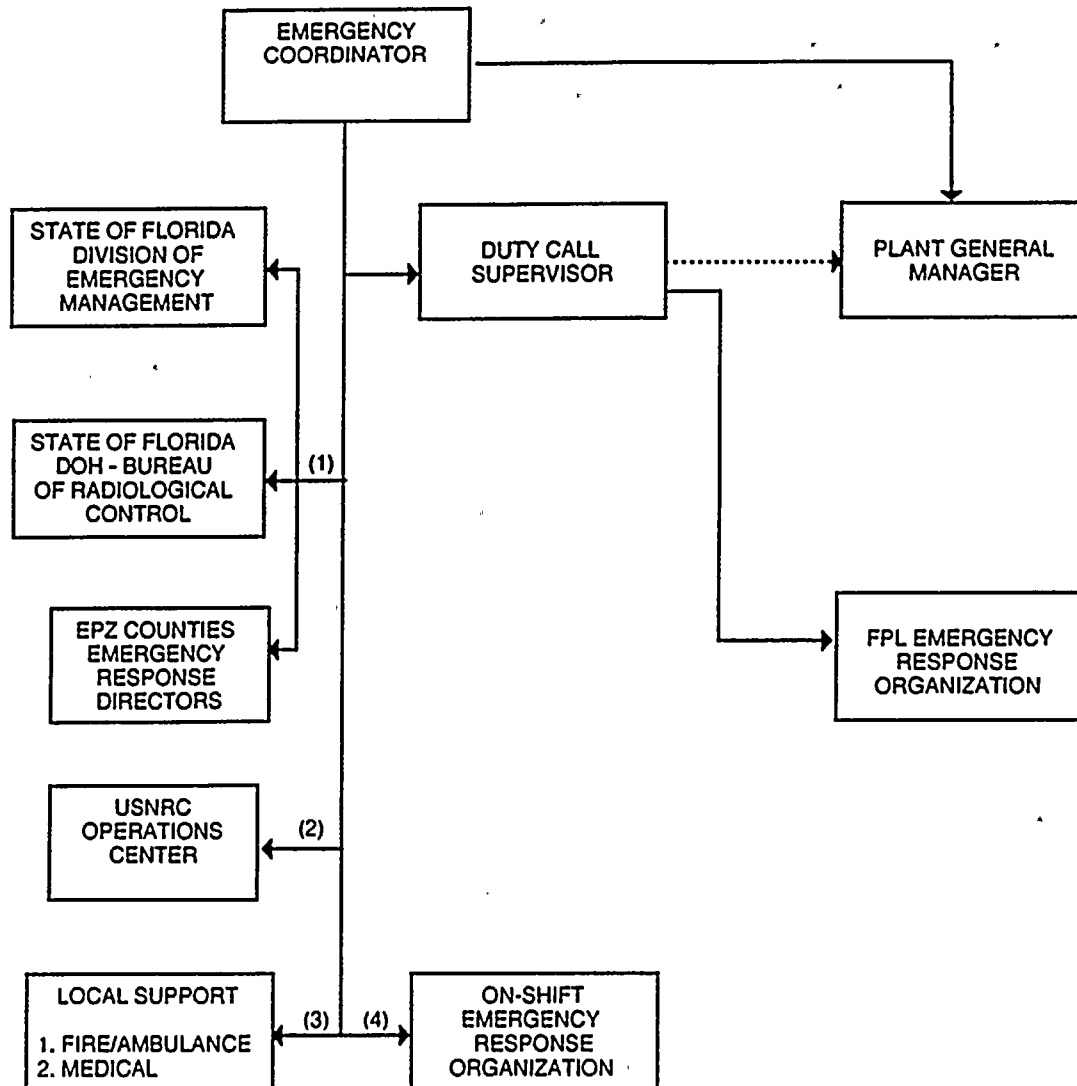 EMERGENCY
COORDINATOR
STATE OF FLORIDA
DIVISION OF
EMERGENCY
MANAGEMENT
DUTY CALL
SUPERVISOR
PLANT GENERAL
MANAGER
STATE OF FLORIDA
DOH - BUREAU
OF RADIOLOGICAL
CONTROL
(1)
EPZ COUNTIES
EMERGENCY
RESPONSE
DIRECTORS
FPL EMERGENCY
RESPONSE
ORGANIZATION
USNRC
OPERATIONS
CENTER
(2)
LOCAL SUPPORT
1. FIRE/AMBULANCE
2. MEDICAL
(3)
(4)
ON-SHIFT
EMERGENCY
RESPONSE
ORGANIZATION